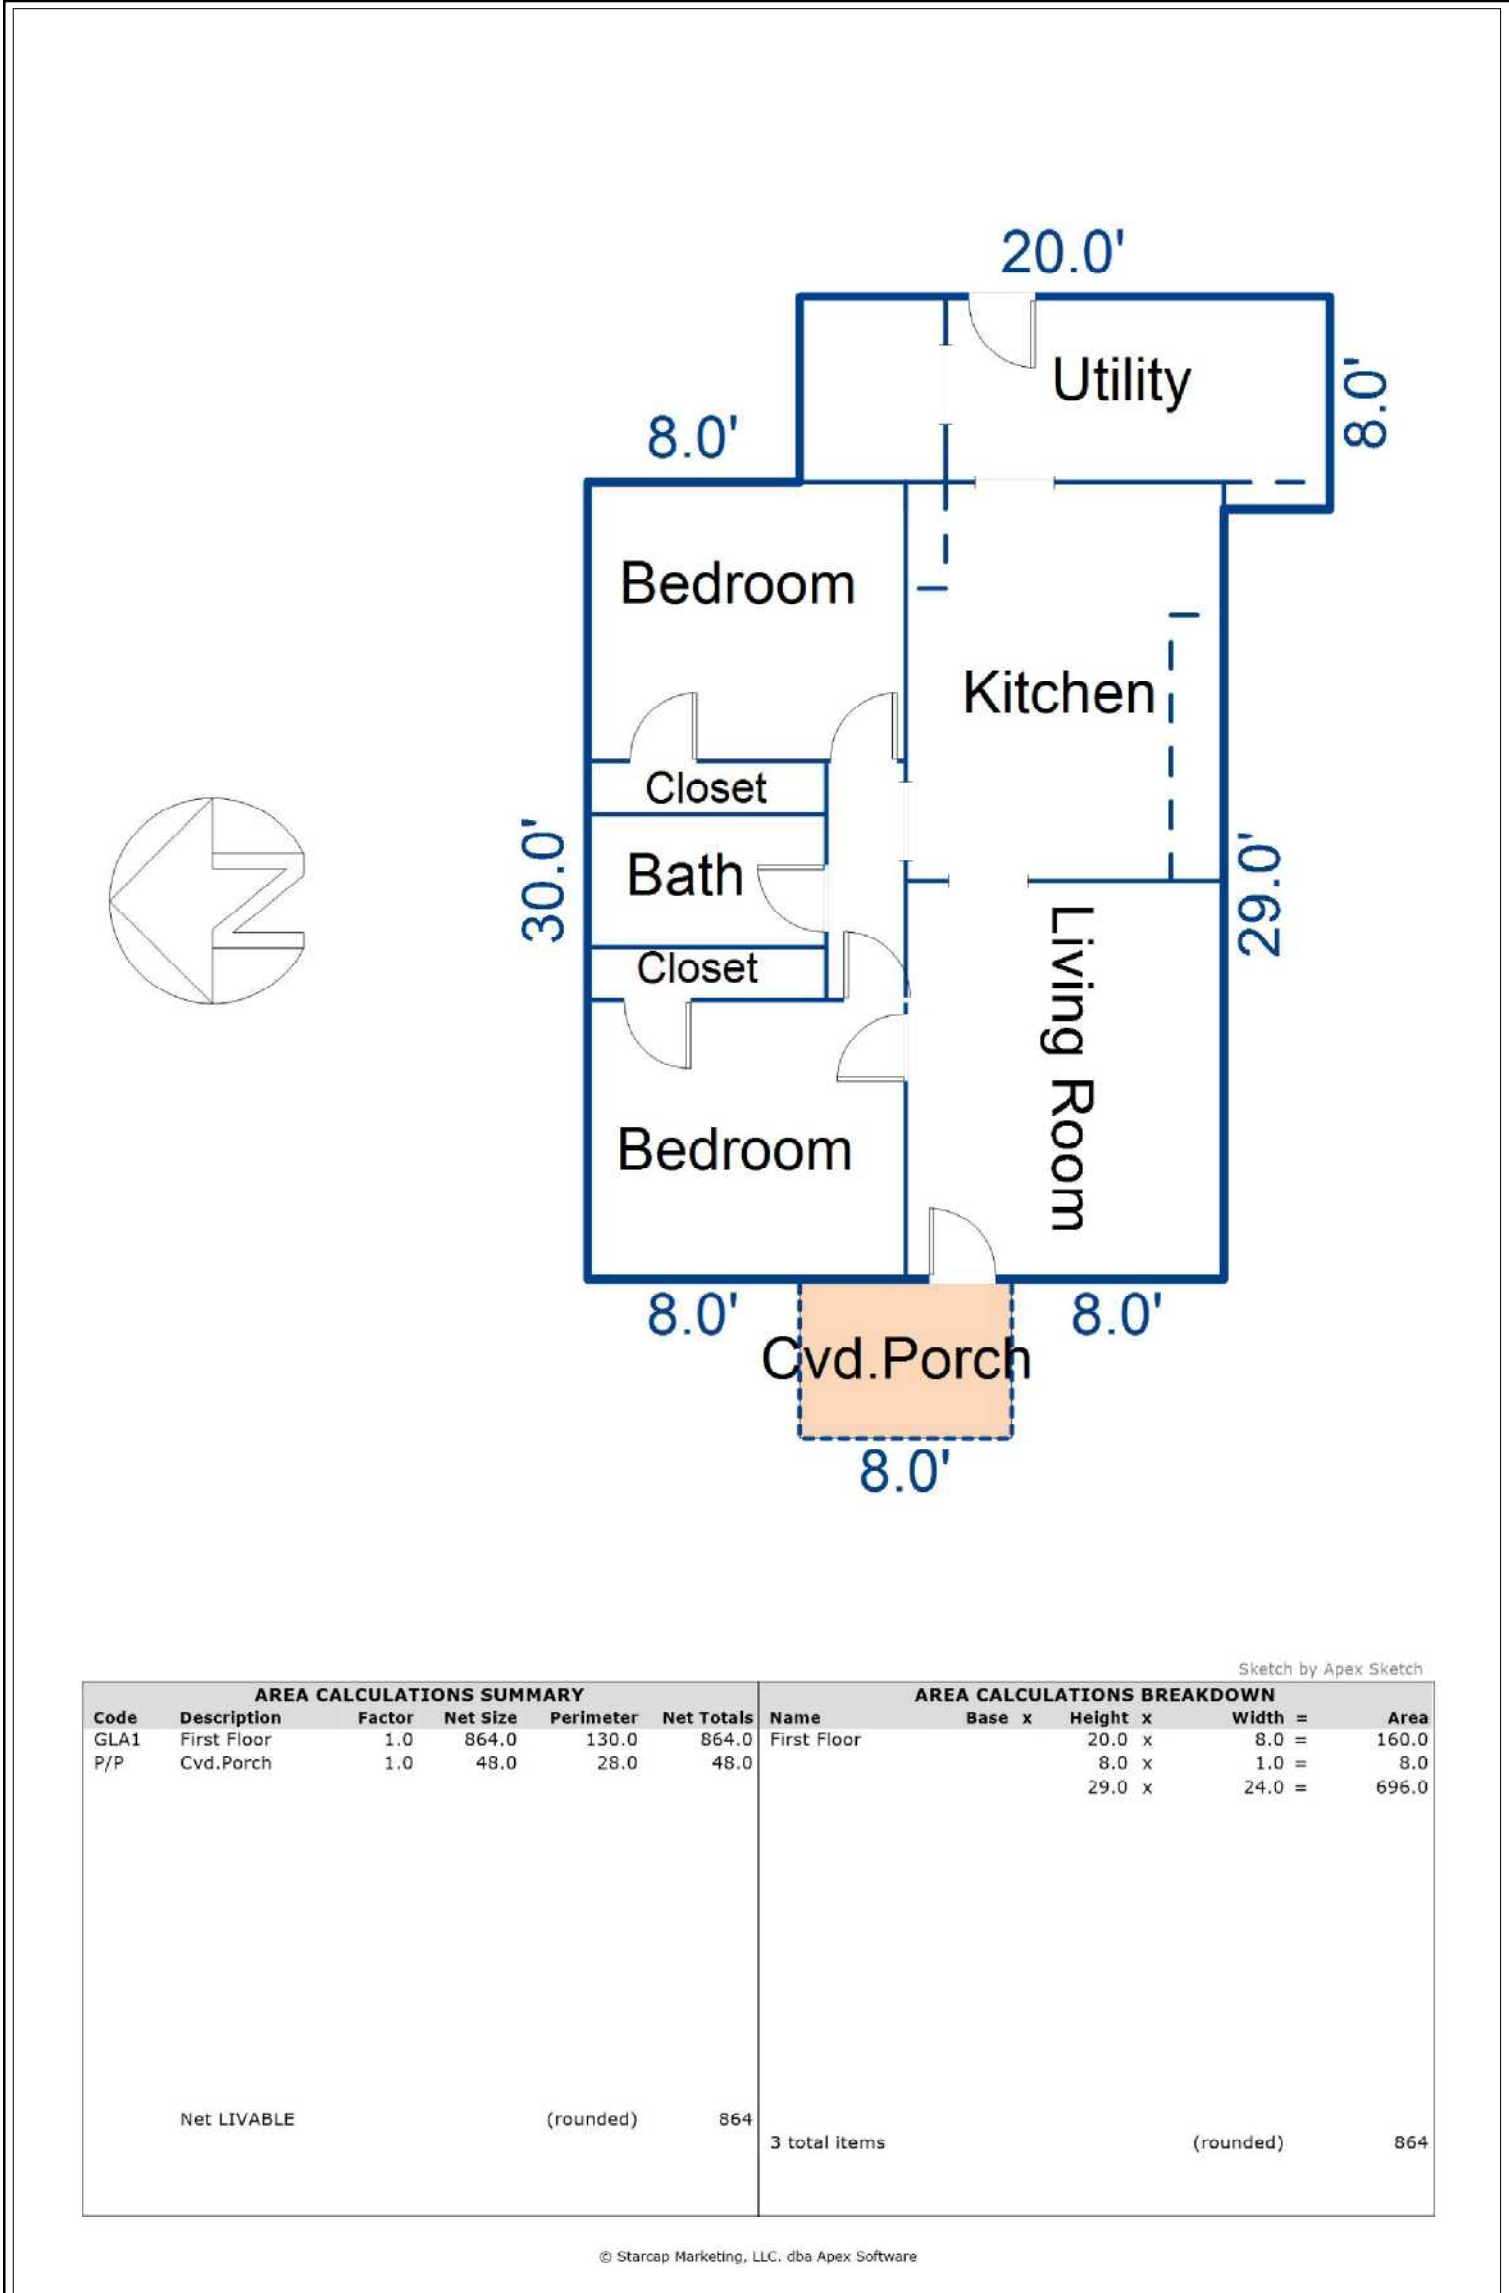 20.0'
Utility
8.0'
8.0'
Bedroom
Kitchen
Closet
30.0'
Bath
29.0'
Closet
Living Room
Bedroom
N
8.0'
8.0'
Cvd.Porch
8.0'
Sketch by Apex Sketch
AREA CALCULATIONS SUMMARY
Code Description Factor Net Size Perimeter Net Totals
GLA1 First Floor 1.0 864.0 130.0 864.0
P/P Cvd.Porch 1.0 48.0 28.0 48.0
Net LIVABLE (rounded) 864
AREA CALCULATIONS BREAKDOWN
Name Base x Height x Width = Area
First Floor 20.0 x 8.0 = 160.0
8.0 x 1.0 = 8.0
29.0 x 24.0 = 696.0
3 total items (rounded) 864
© Starcap Marketing, LLC. dba Apex Software